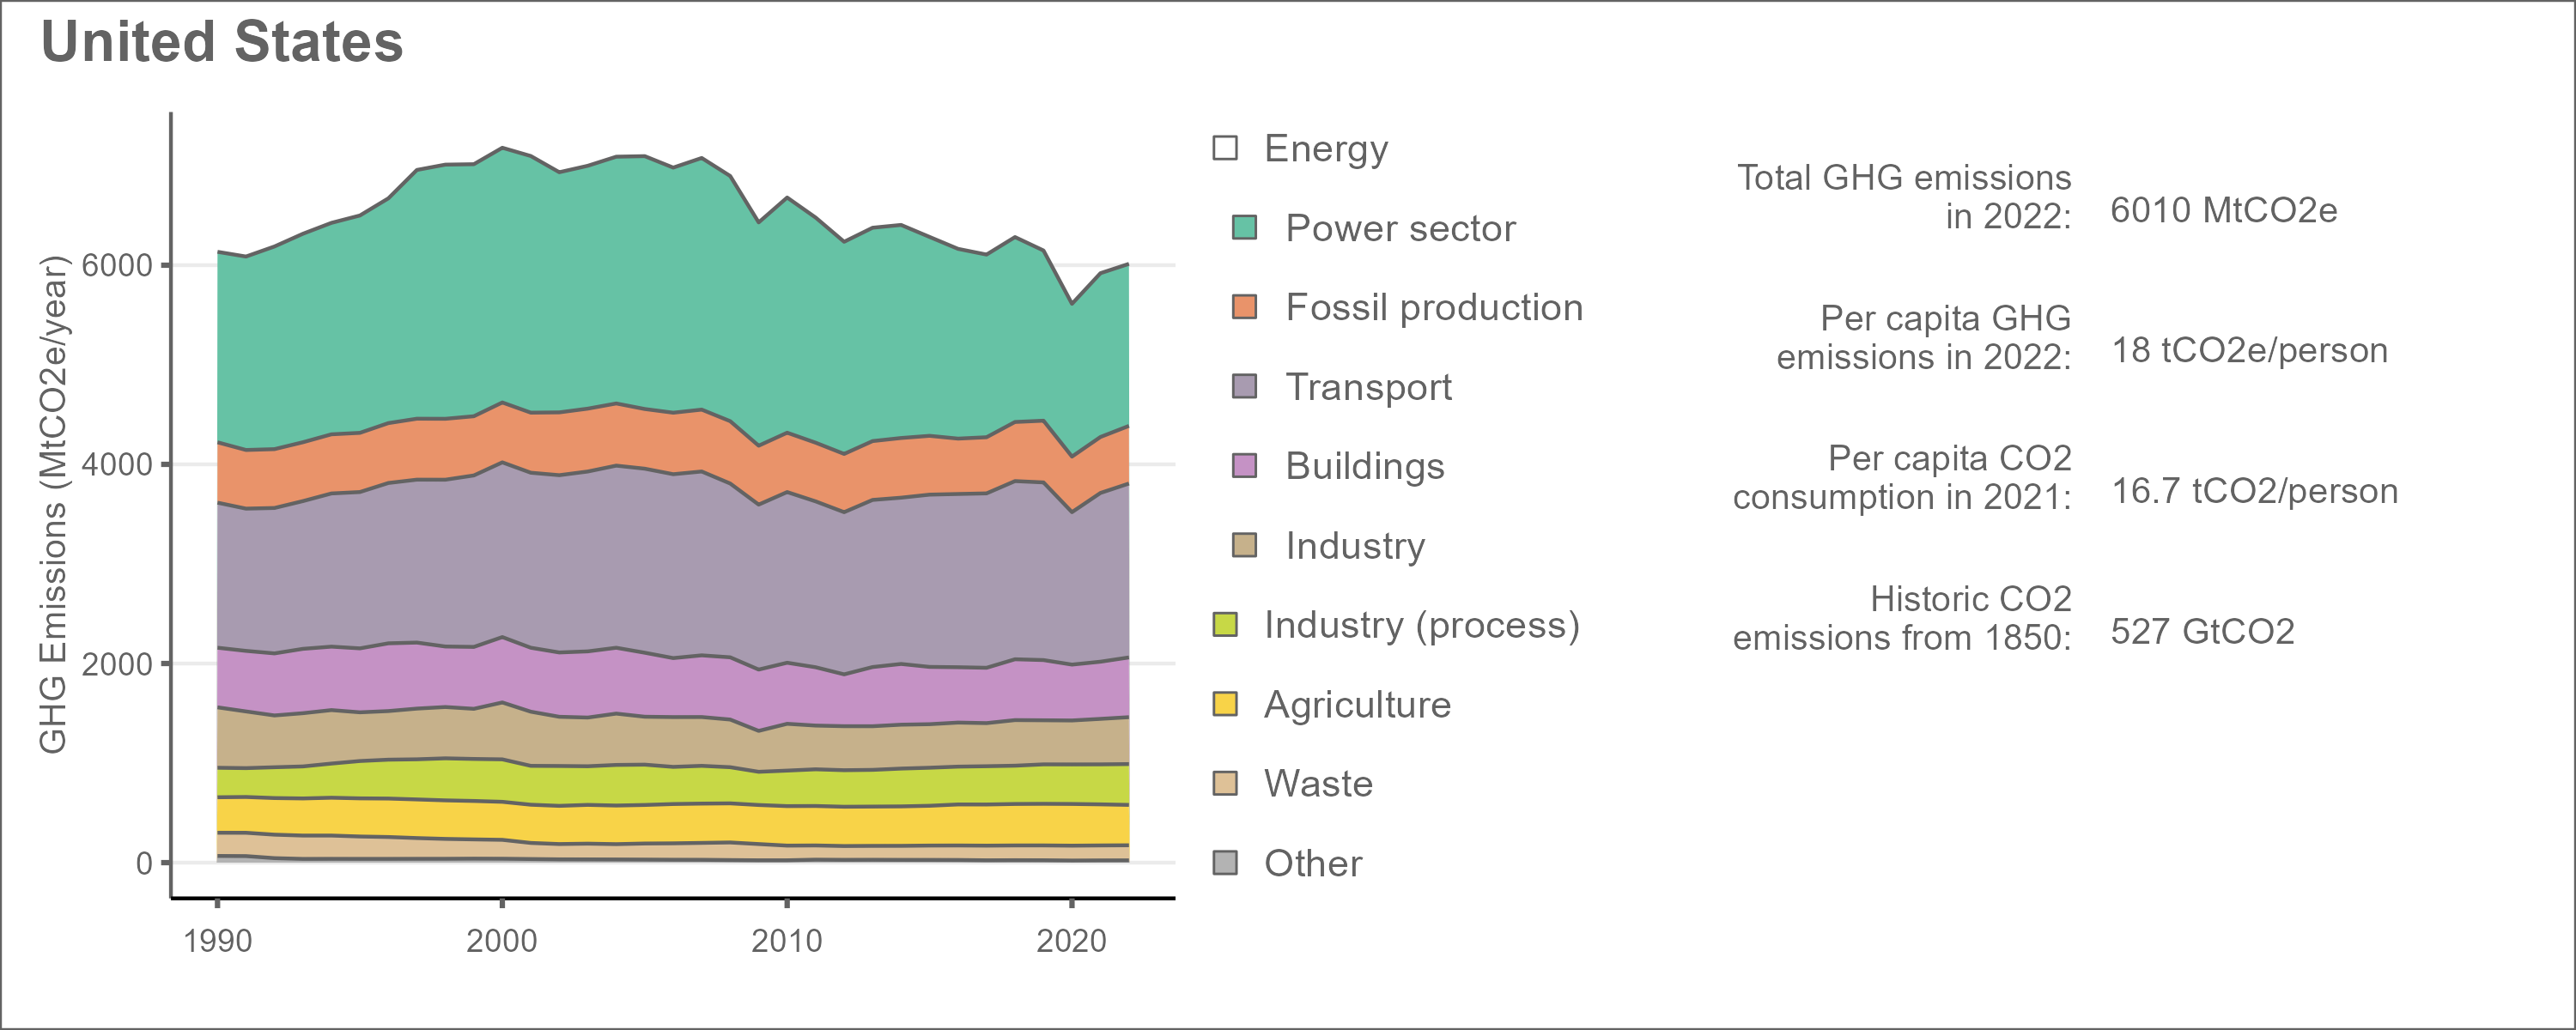 United States
GHG Emissions (MtCO2e/year)
6000
4000
2000
0
1990
2000
2010
2020
Energy
Power sector
Fossil production
Transport
Buildings
Industry
Industry (process)
Agriculture
Waste
Other
Total GHG emissions
in 2022:
6010 MtCO2e
Per capita GHG
emissions in 2022:
18 tCO2e/person
Per capita CO2
consumption in 2021:
16.7 tCO2/person
Historic CO2
emissions from 1850:
527 GtCO2